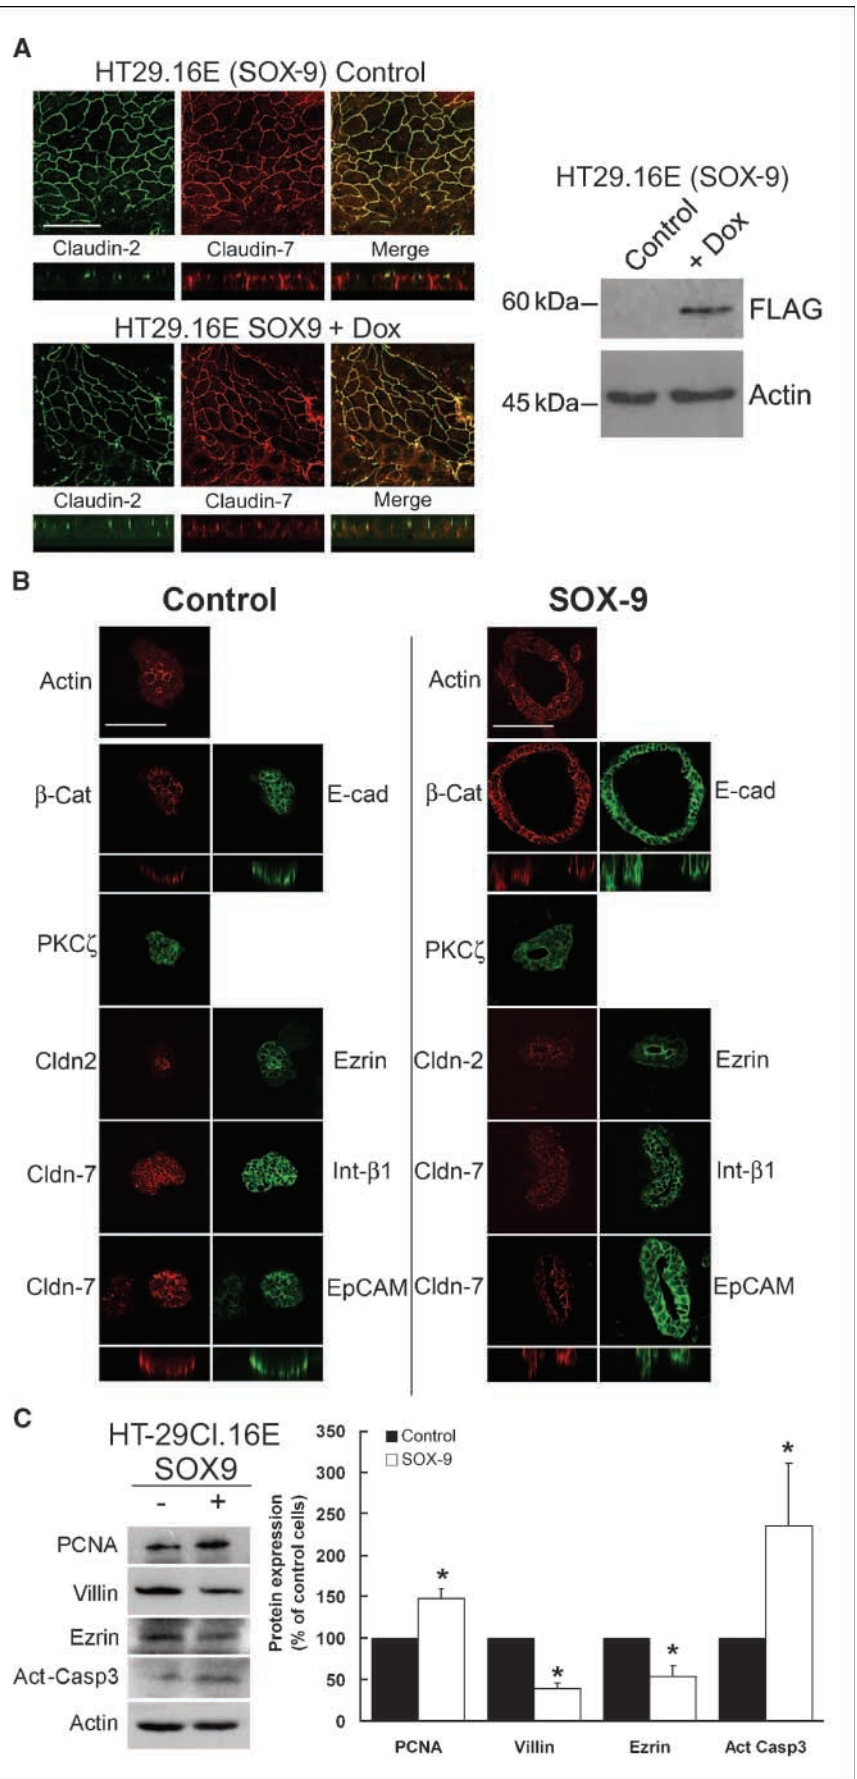 A
HT29.16E (SOX-9) Control
Claudin-2 Claudin-7 Merge
HT29.16E SOX9 + Dox
Claudin-2 Claudin-7 Merge
HT29.16E (SOX-9)
Control + Dox
60 kDa FLAG
45 kDa Actin
B
Control
Actin
β-Cat E-cad
PKCζ
Cldn2 Ezrin
Cldn-7 Int-β1
Cldn-7 EpCAM
SOX-9
Actin
β-Cat E-cad
PKCζ
Cldn-2 Ezrin
Cldn-7 Int-β1
Cldn-7 EpCAM
C
HT-29Cl.16E
SOX9
- +
PCNA
Villin
Ezrin
Act-Casp3
Actin
Protein expression
(% of control cells)
350
300
250
200
150
100
50
0
Control
SOX-9
* * * *
PCNA Villin Ezrin Act Casp3